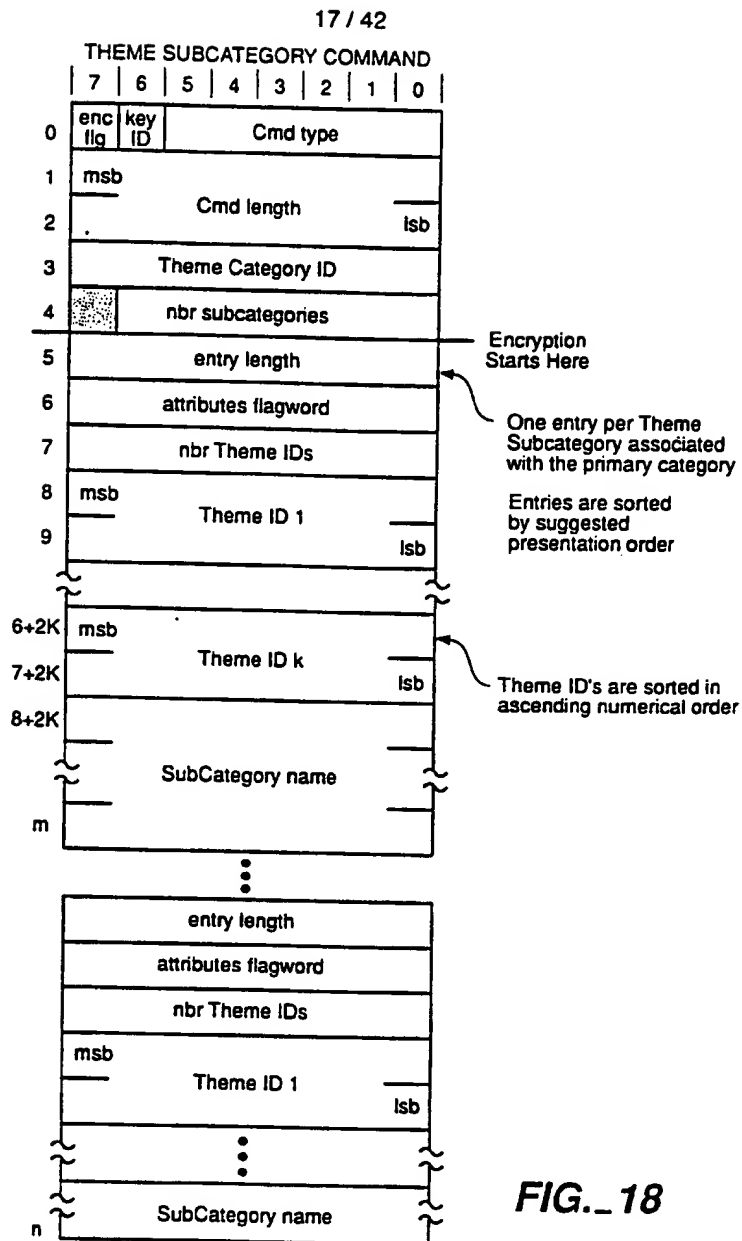 17 / 42
THEME SUBCATEGORY COMMAND
7 | 6 | 5 | 4 | 3 | 2 | 1 | 0
0 enc flg key ID Cmd type
1 msb
Cmd length
2 lsb
3 Theme Category ID
4 nbr subcategories
Encryption
Starts Here
5 entry length
6 attributes flagword
One entry per Theme
Subcategory associated
with the primary category
7 nbr Theme IDs
8 msb
Theme ID 1
Entries are sorted
by suggested
presentation order
9 lsb
6+2K msb
Theme ID k
7+2K lsb
Theme ID's are sorted in
ascending numerical order
8+2K
SubCategory name
m
entry length
attributes flagword
nbr Theme IDs
msb
Theme ID 1
lsb
SubCategory name
n
FIG._18